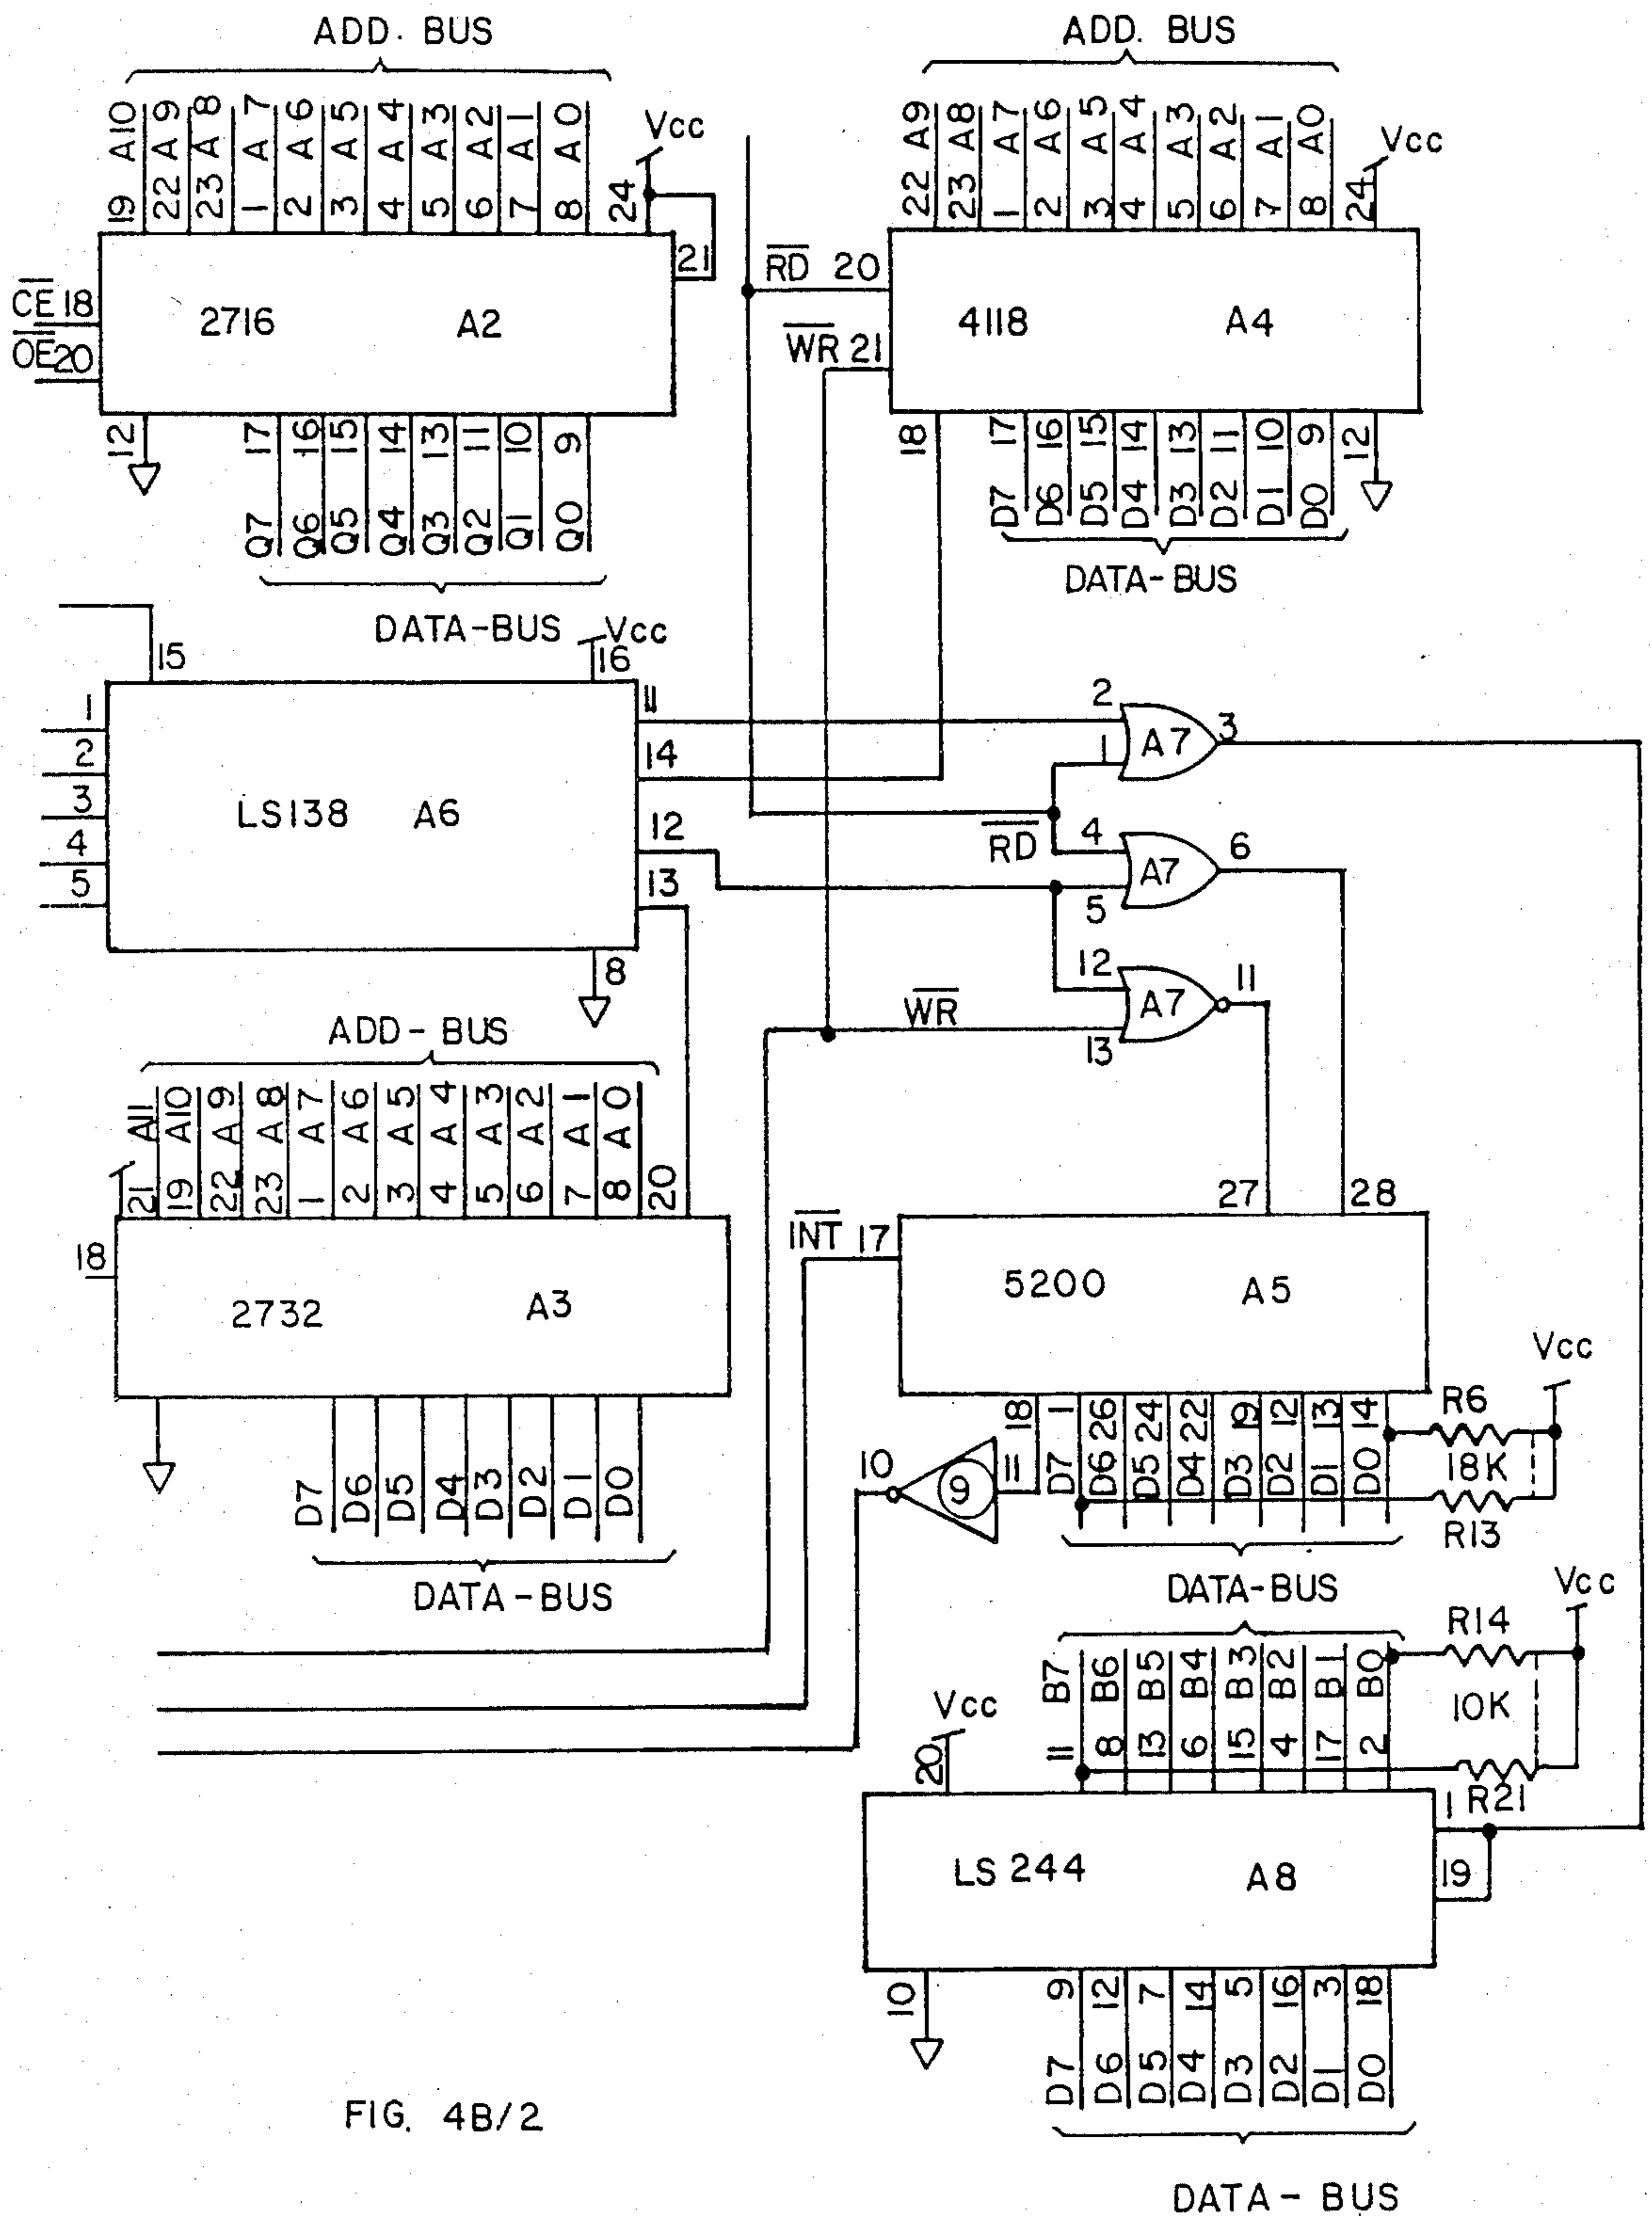 ADD. BUS
19 A10
22 A9
23 A8
1 A7
2 A6
3 A5
4 A4
5 A3
6 A2
7 A1
8 A0
24
Vcc
21
C̅E̅ 18
O̅E̅ 20
2716 A2
12
17 Q7
16 Q6
15 Q5
14 Q4
13 Q3
11 Q2
10 Q1
9 Q0
DATA-BUS
ADD. BUS
22 A9
23 A8
1 A7
2 A6
3 A5
4 A4
5 A3
6 A2
7 A1
8 A0
24
Vcc
R̅D̅ 20
W̅R̅ 21
4118 A4
18
17 D7
16 D6
15 D5
14 D4
13 D3
11 D2
10 D1
9 D0
12
DATA-BUS
15
Vcc
16
1
2
3
4
5
LS138 A6
11
14
12
13
8
2
1
A7
3
R̅D̅
4
5
A7
6
12
13
A7
11
W̅R̅
ADD-BUS
21 A11
19 A10
22 A9
23 A8
1 A7
2 A6
3 A5
4 A4
5 A3
6 A2
7 A1
8 A0
20
18
2732 A3
D7
D6
D5
D4
D3
D2
D1
D0
DATA-BUS
27
28
I̅N̅T̅ 17
5200 A5
18
11
9
10
D7 1
D6 26
D5 24
D4 22
D3 19
D2 12
D1 13
D0 14
Vcc
R6
18K
R13
DATA-BUS
Vcc
R14
10K
R21
11 B7
8 B6
13 B5
6 B4
15 B3
4 B2
17 B1
2 B0
Vcc
20
1
19
LS 244 A8
10
D7 9
D6 12
D5 7
D4 14
D3 5
D2 16
D1 3
D0 18
DATA-BUS
FIG. 4B/2